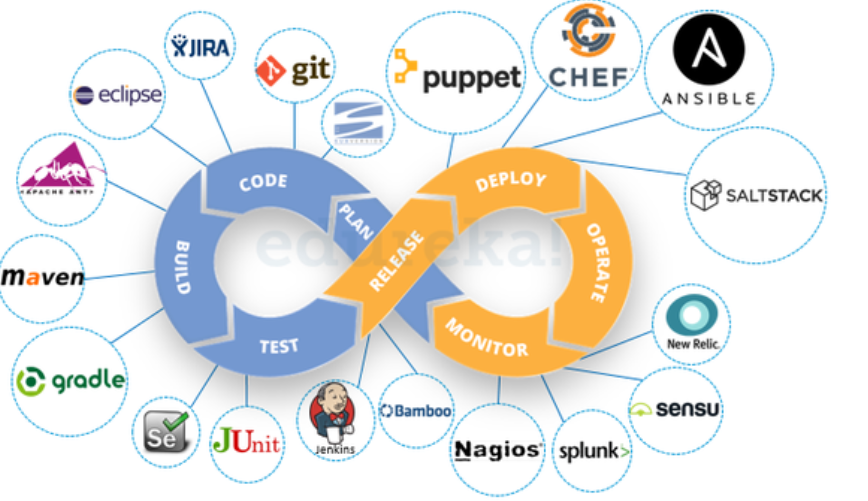 JIRA
git
puppet
CHEF
ANSIBLE
eclipse
SUBVERSION
APACHE ANT
SALTSTACK
CODE
DEPLOY
PLAN
BUILD
RELEASE
OPERATE
edureka!
maven
TEST
MONITOR
New Relic.
gradle
Se
JUnit
Jenkins
Bamboo
Nagios
splunk>
sensu